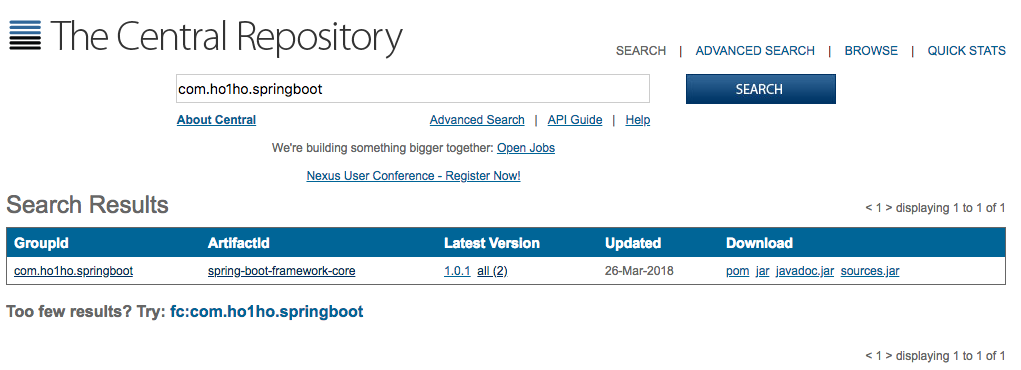 The Central Repository
SEARCH | ADVANCED SEARCH | BROWSE | QUICK STATS
com.ho1ho.springboot SEARCH
About Central Advanced Search | API Guide | Help
We're building something bigger together: Open Jobs
Nexus User Conference - Register Now!
Search Results < 1 > displaying 1 to 1 of 1
GroupId ArtifactId Latest Version Updated Download
com.ho1ho.springboot spring-boot-framework-core 1.0.1 all (2) 26-Mar-2018 pom jar javadoc.jar sources.jar
Too few results? Try: fc:com.ho1ho.springboot
< 1 > displaying 1 to 1 of 1